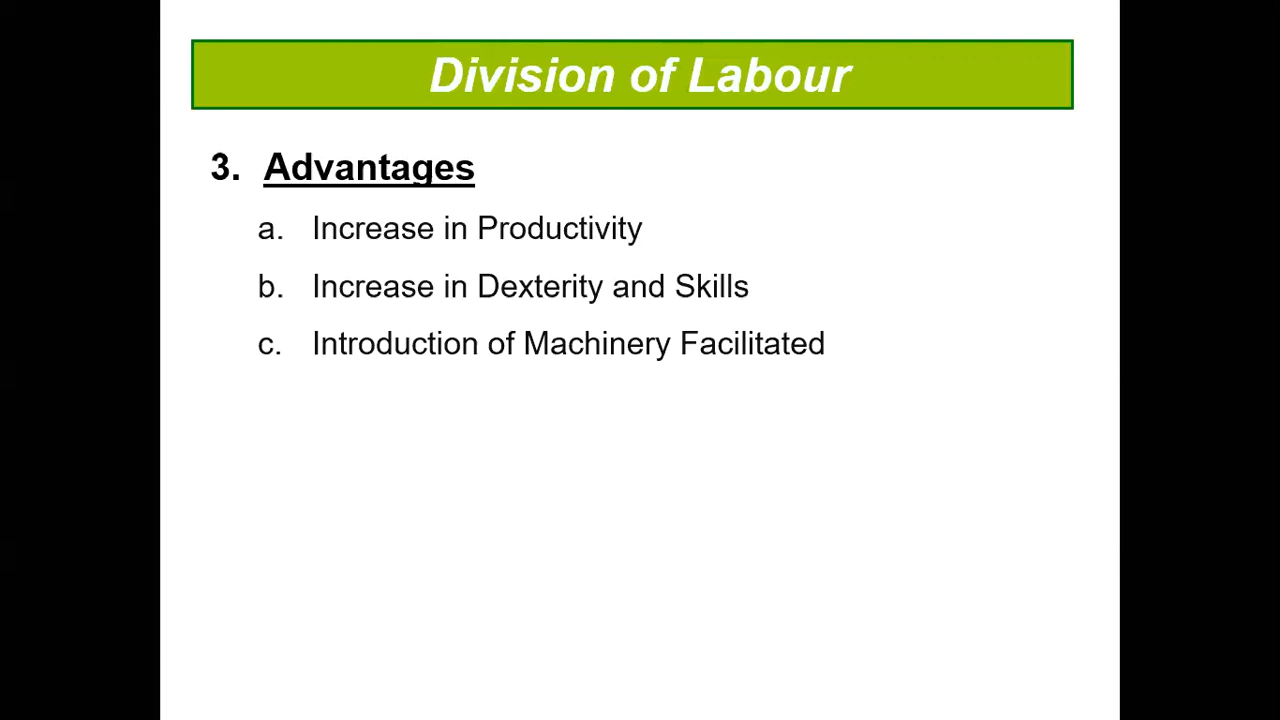 Division of Labour
3. Advantages
a. Increase in Productivity
b. Increase in Dexterity and Skills
c. Introduction of Machinery Facilitated